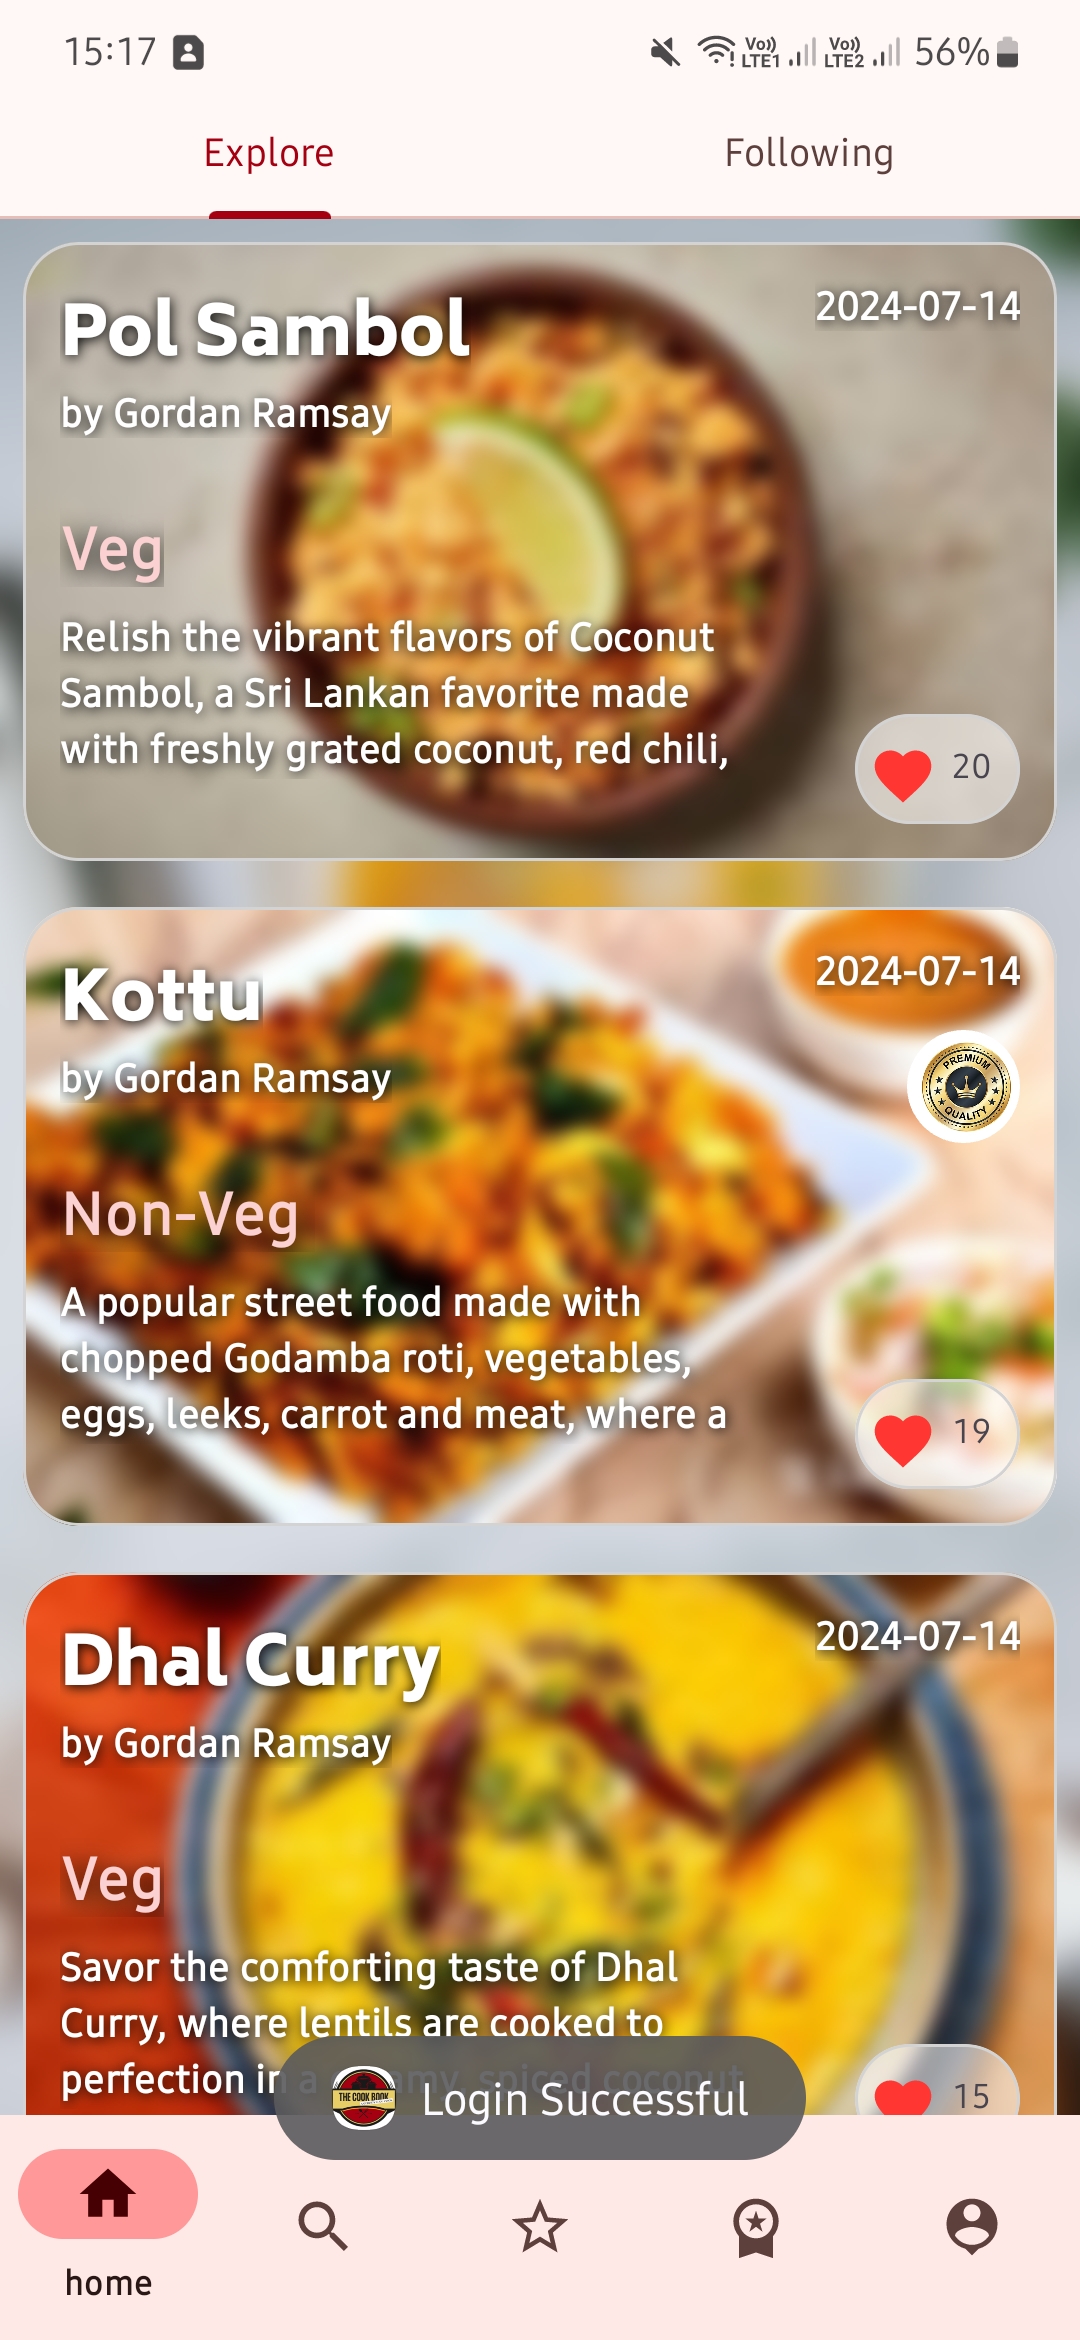 15:17
Vo)) LTE1 Vo)) LTE2 56%
Explore Following
Pol Sambol 2024-07-14
by Gordan Ramsay
Veg
Relish the vibrant flavors of Coconut
Sambol, a Sri Lankan favorite made
with freshly grated coconut, red chili,
20
Kottu 2024-07-14
by Gordan Ramsay
PREMIUM
QUALITY
Non-Veg
A popular street food made with
chopped Godamba roti, vegetables,
eggs, leeks, carrot and meat, where a
19
Dhal Curry 2024-07-14
by Gordan Ramsay
Veg
Savor the comforting taste of Dhal
Curry, where lentils are cooked to
perfection in a creamy, spiced coconut
15
THE COOK BOOK
Login Successful
home